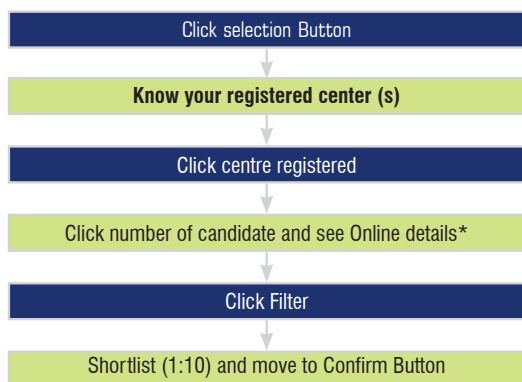 Click selection Button
Know your registered center (s)
Click centre registered
Click number of candidate and see Online details*
Click Filter
Shortlist (1:10) and move to Confirm Button